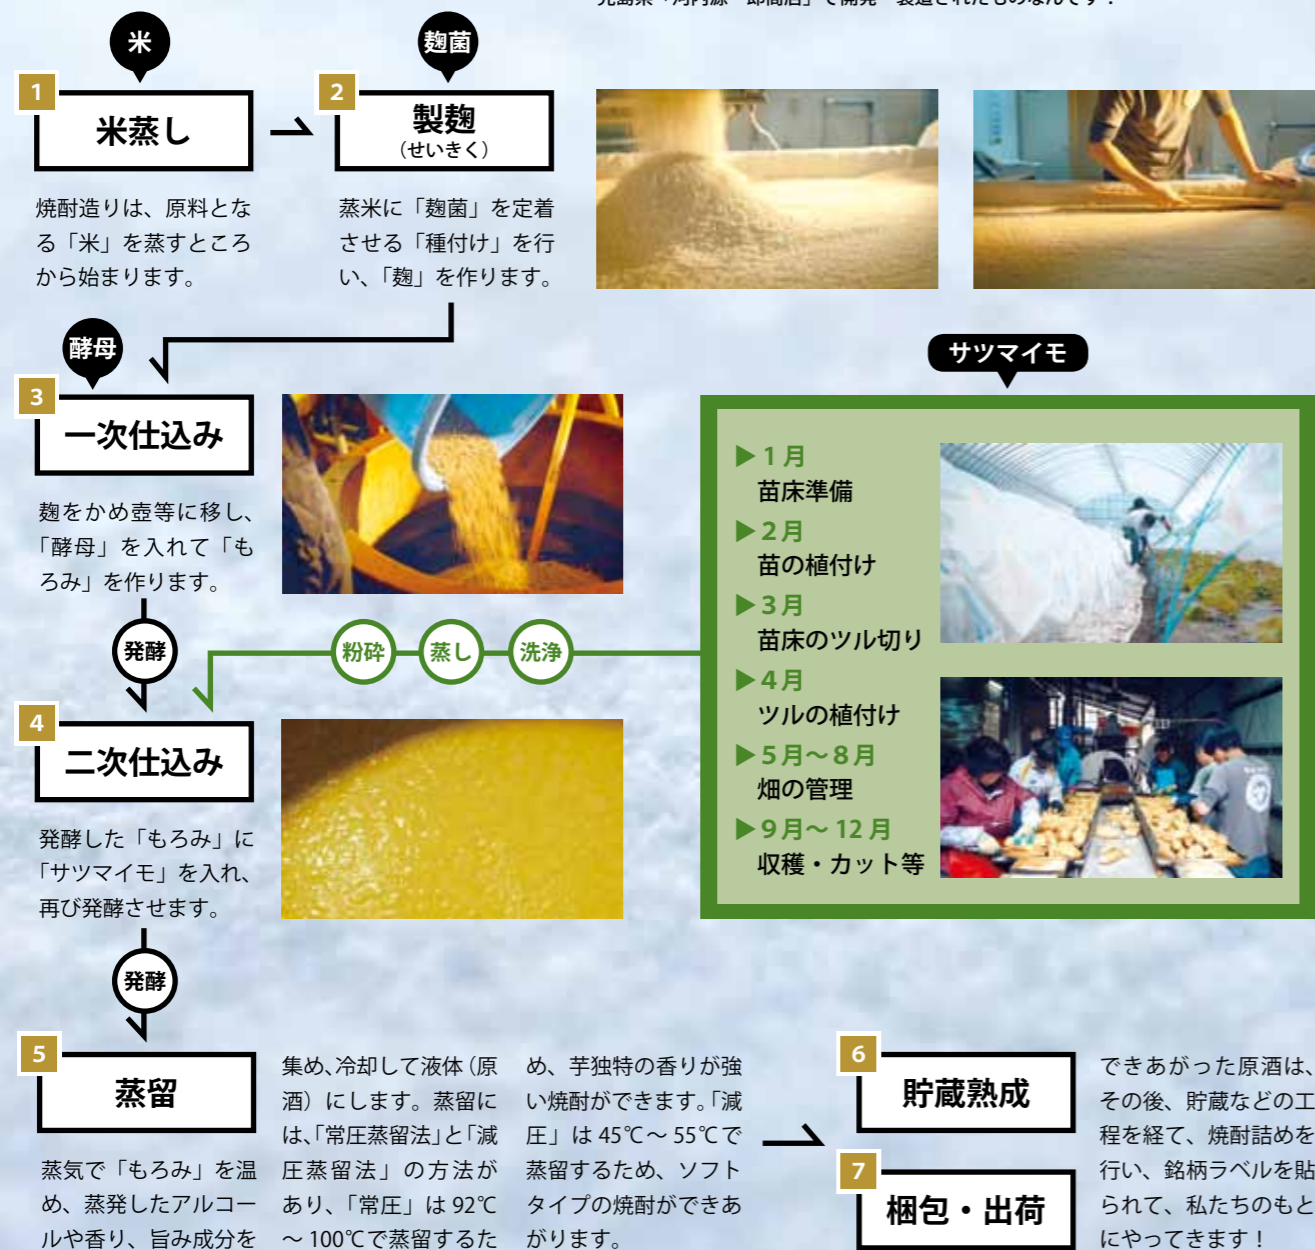 米
1
米蒸し
焼酎造りは、原料とな
る「米」を蒸すところ
から始まります。
麹菌
2
製麹
（せいきく）
蒸米に「麹菌」を定着
させる「種付け」を行
い、「麹」を作ります。
酵母
3
一次仕込み
麹をかめ壺等に移し、
「酵母」を入れて「も
ろみ」を作ります。
発酵
サツマイモ
▶1月
苗床準備
▶2月
苗の植付け
▶3月
苗床のツル切り
▶4月
ツルの植付け
▶5月～8月
畑の管理
▶9月～12月
収穫・カット等
洗浄
蒸し
粉砕
4
二次仕込み
発酵した「もろみ」に
「サツマイモ」を入れ、
再び発酵させます。
発酵
5
蒸留
蒸気で「もろみ」を温
め、蒸発したアルコー
ルや香り、旨み成分を
集め、冷却して液体（原
酒）にします。蒸留に
は、「常圧蒸留法」と「減
圧蒸留法」の方法が
あり、「常圧」は92℃
～100℃で蒸留するた
め、芋独特の香りが強
い焼酎ができます。「減
圧」は45℃～55℃で
蒸留するため、ソフト
タイプの焼酎ができあ
がります。
6
貯蔵熟成
7
梱包・出荷
できあがった原酒は、
その後、貯蔵などの工
程を経て、焼酎詰めを
行い、銘柄ラベルを貼
られて、私たちのもと
にやってきます！